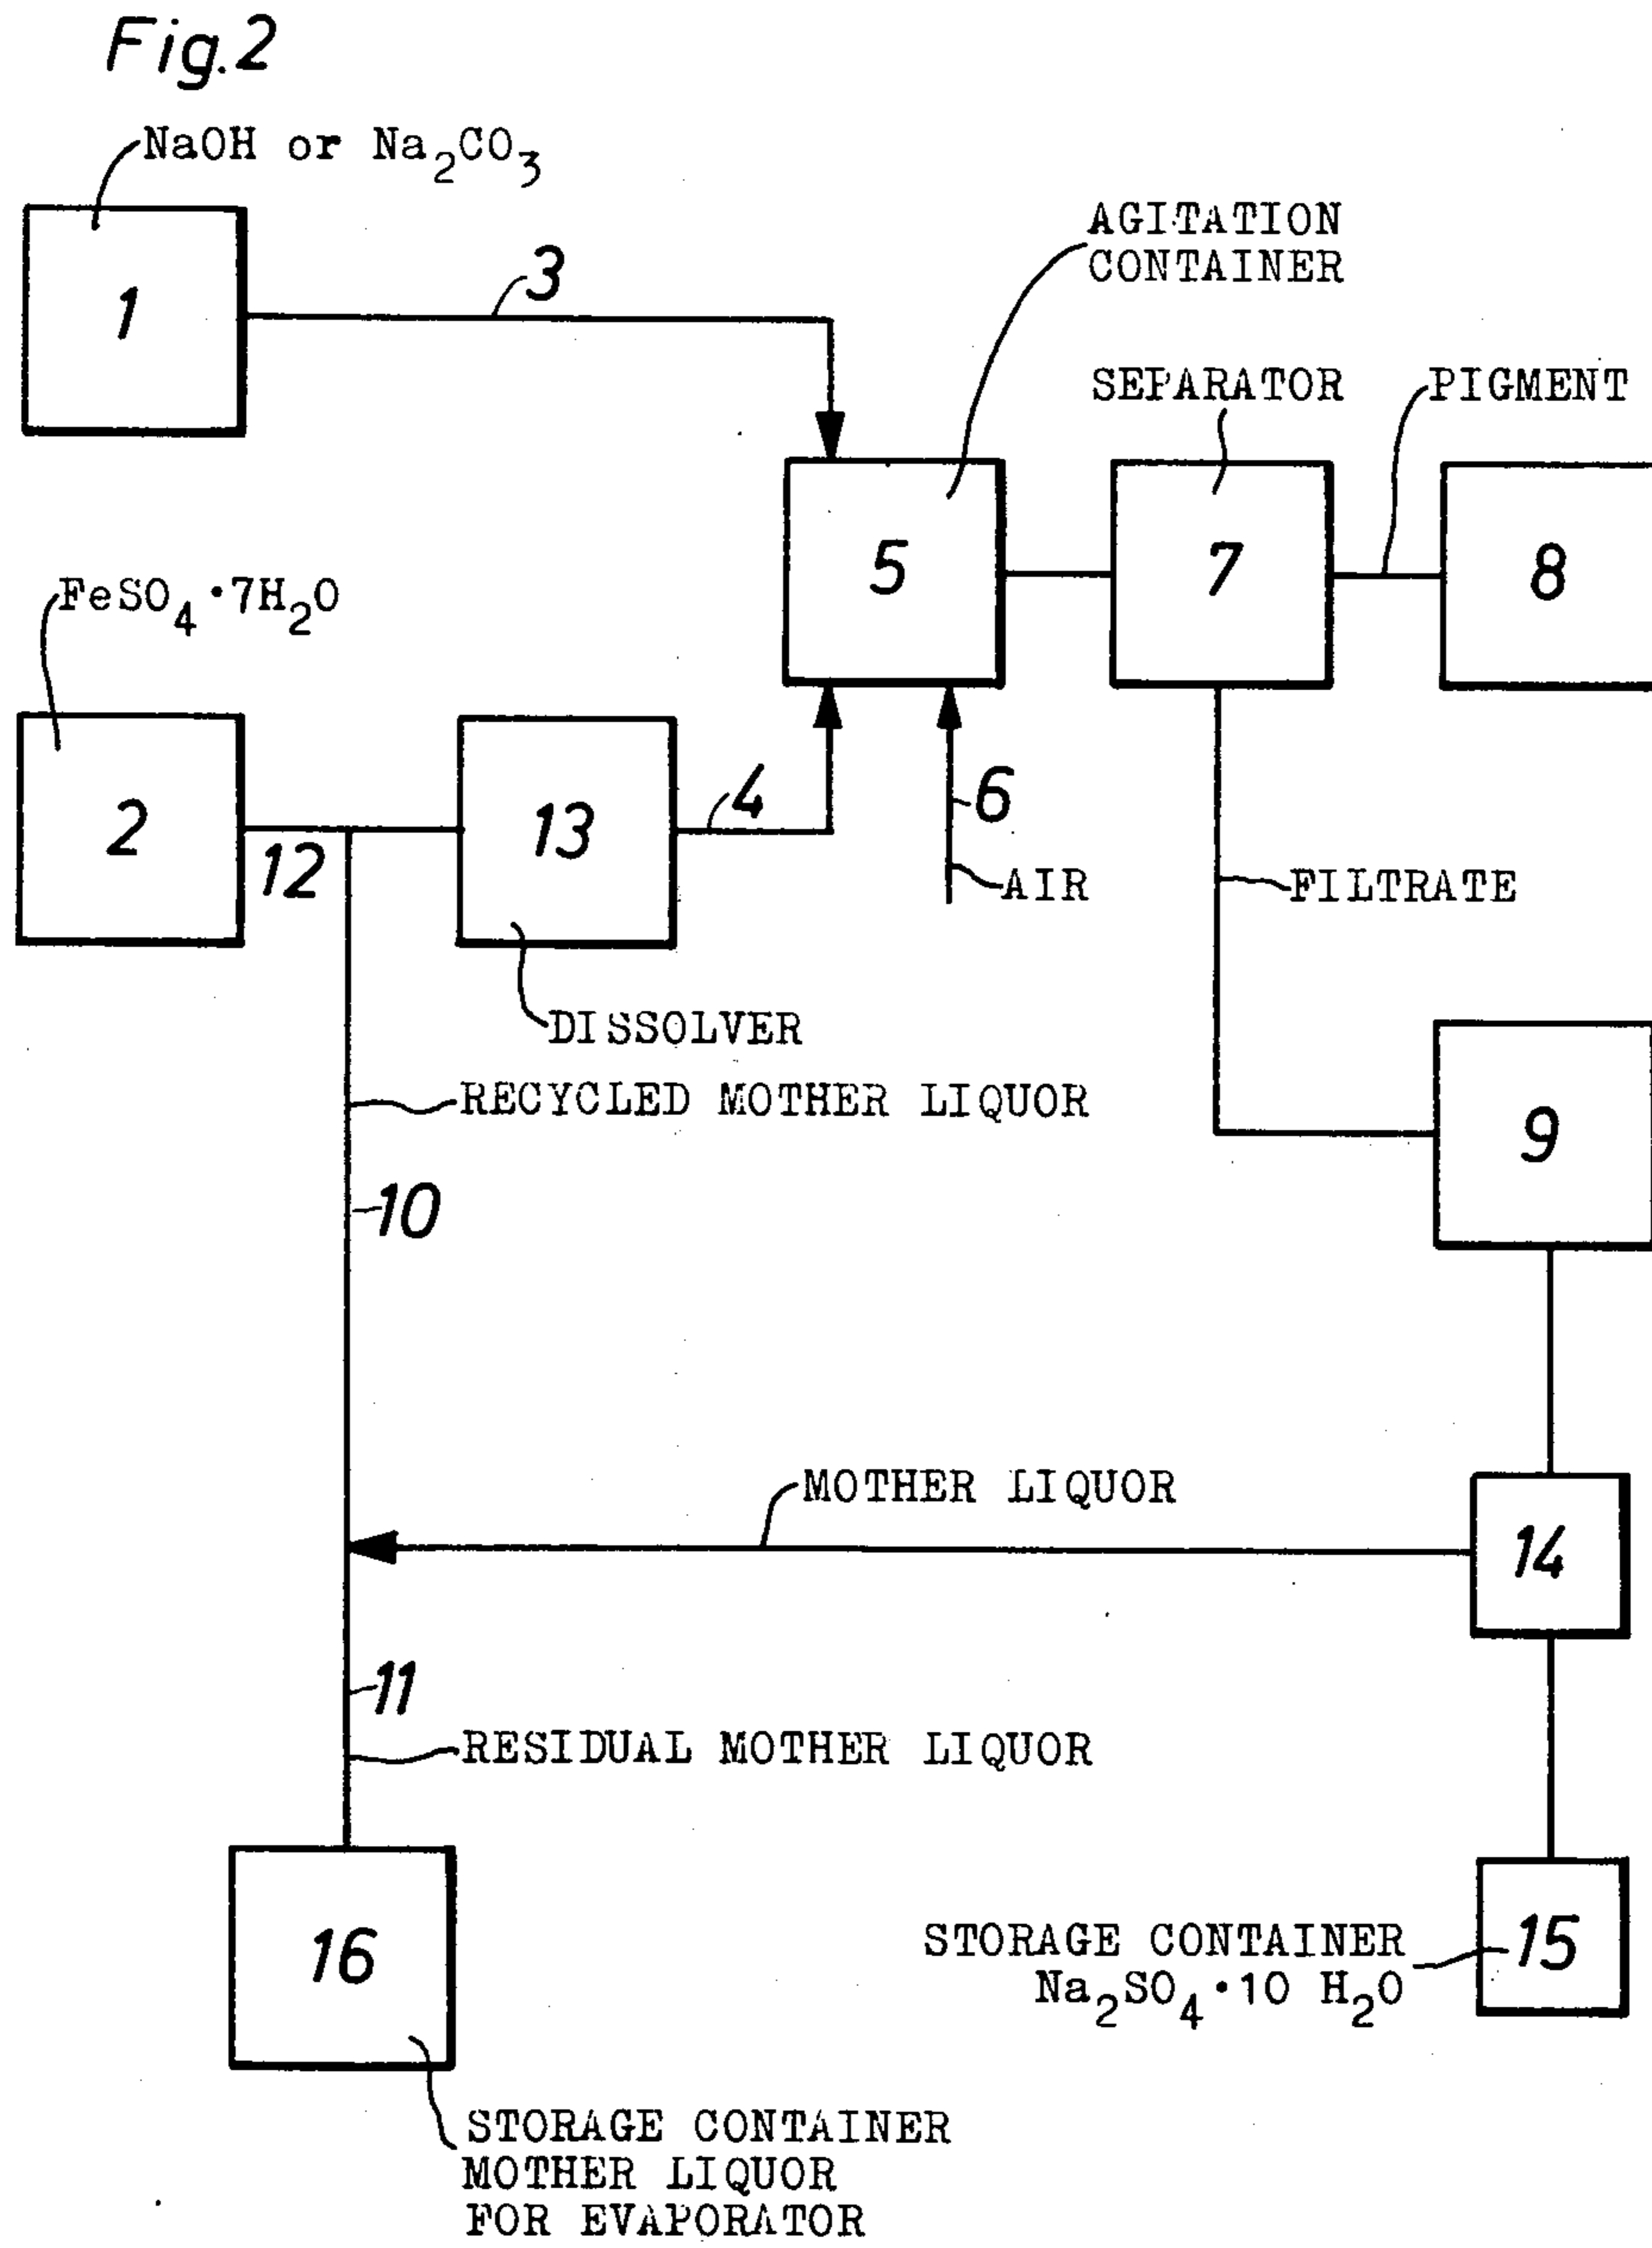 Fig.2
NaOH or Na₂CO₃
1
3
AGITATION
CONTAINER
SEPARATOR
PIGMENT
5
7
8
FeSO₄·7H₂O
2
12
13
4
6
AIR
FILTRATE
DISSOLVER
RECYCLED MOTHER LIQUOR
9
10
MOTHER LIQUOR
14
11
RESIDUAL MOTHER LIQUOR
16
STORAGE CONTAINER
Na₂SO₄·10 H₂O
15
STORAGE CONTAINER
MOTHER LIQUOR
FOR EVAPORATOR